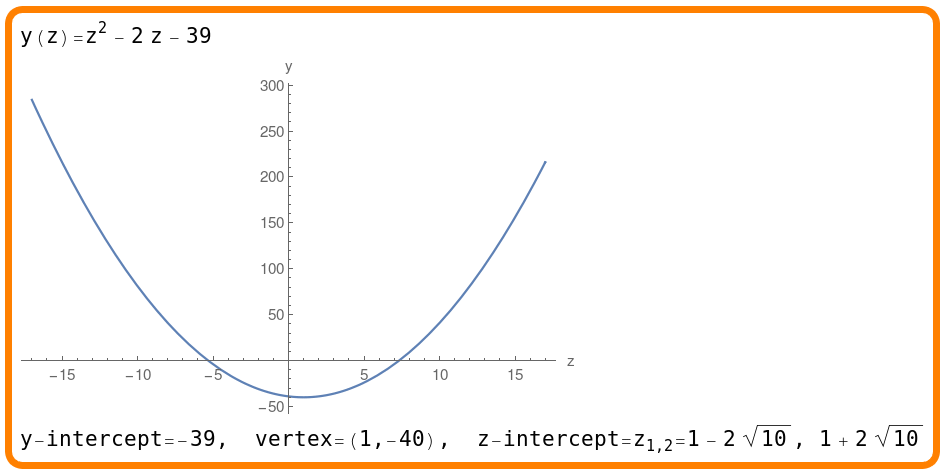 y(z)=z² − 2 z − 39
y
300
250
200
150
100
50
−15 −10 −5 5 10 15 z
−50
y−intercept=−39, vertex=(1,−40), z−intercept=z₁,₂=1 − 2 √10, 1 + 2 √10